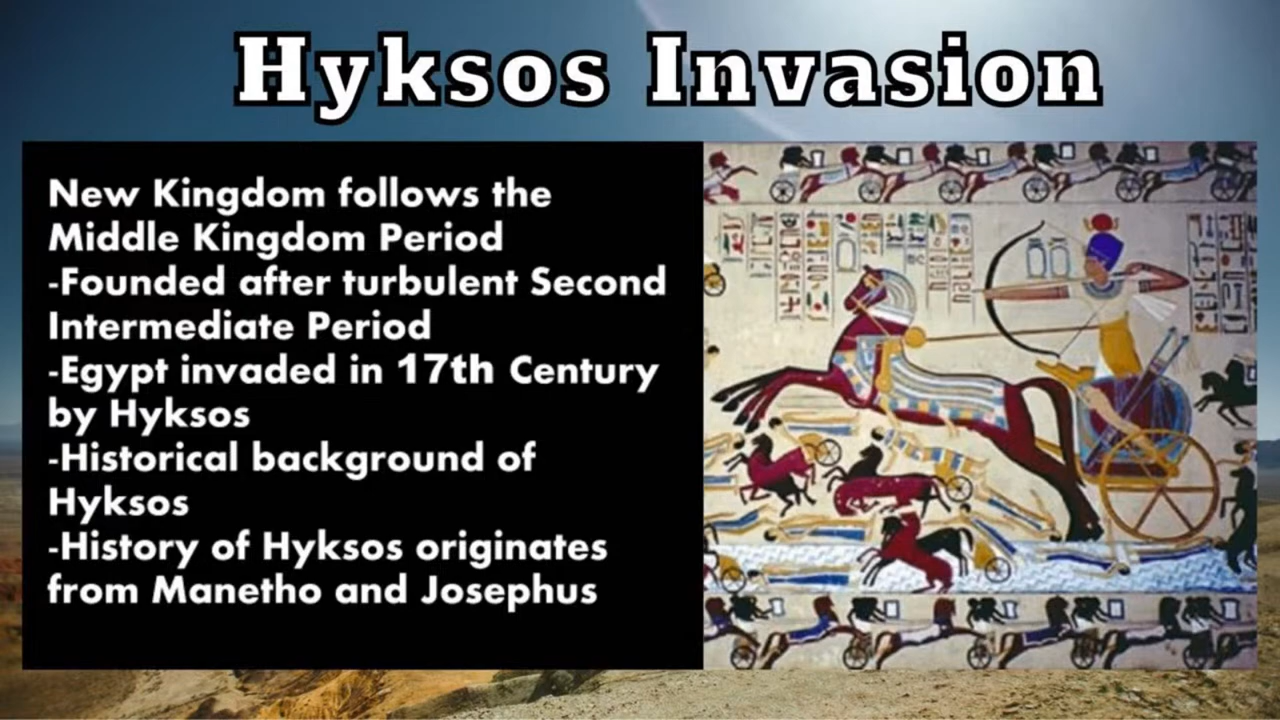 Hyksos Invasion
New Kingdom follows the
Middle Kingdom Period
-Founded after turbulent Second
Intermediate Period
-Egypt invaded in 17th Century
by Hyksos
-Historical background of
Hyksos
-History of Hyksos originates
from Manetho and Josephus